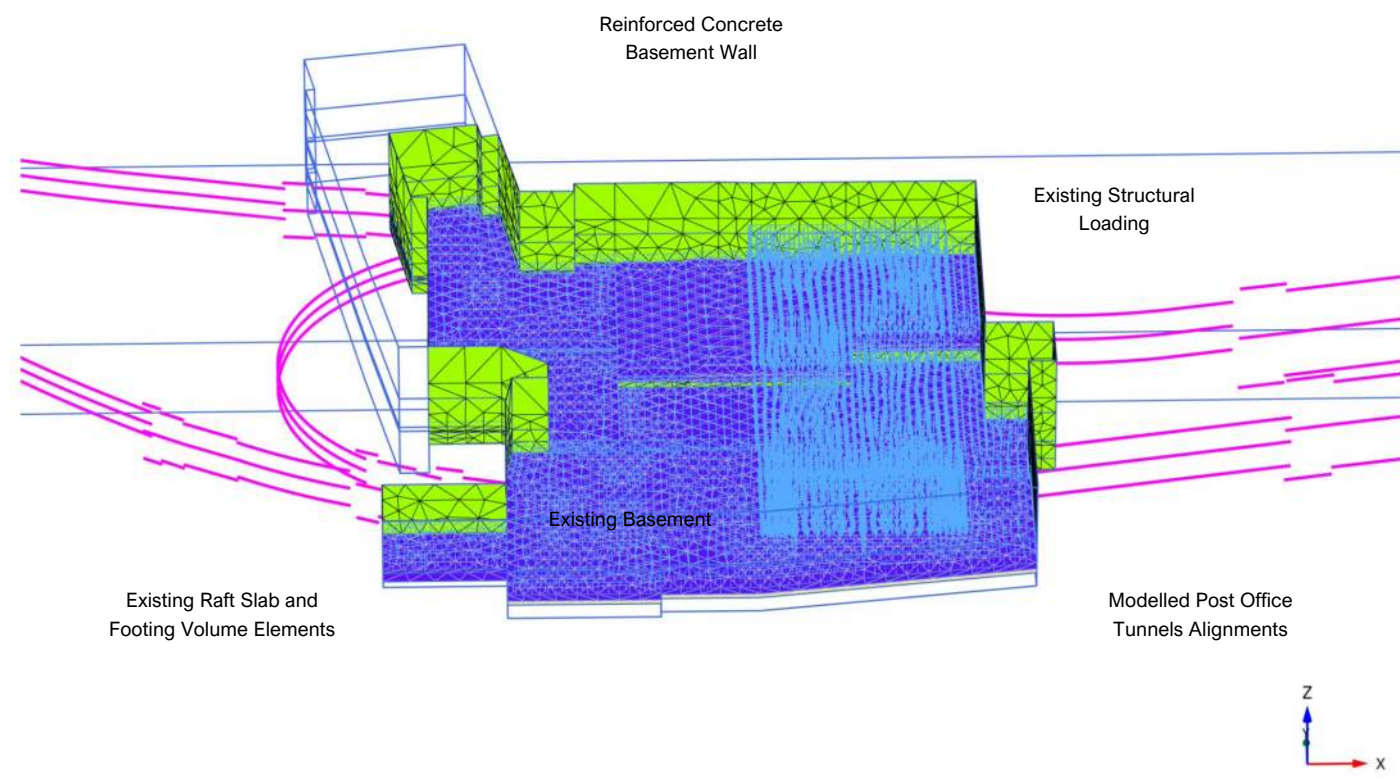 Reinforced Concrete
Basement Wall
Existing Structural
Loading
Existing Basement
Existing Raft Slab and
Footing Volume Elements
Modelled Post Office
Tunnels Alignments
Z
Y
X